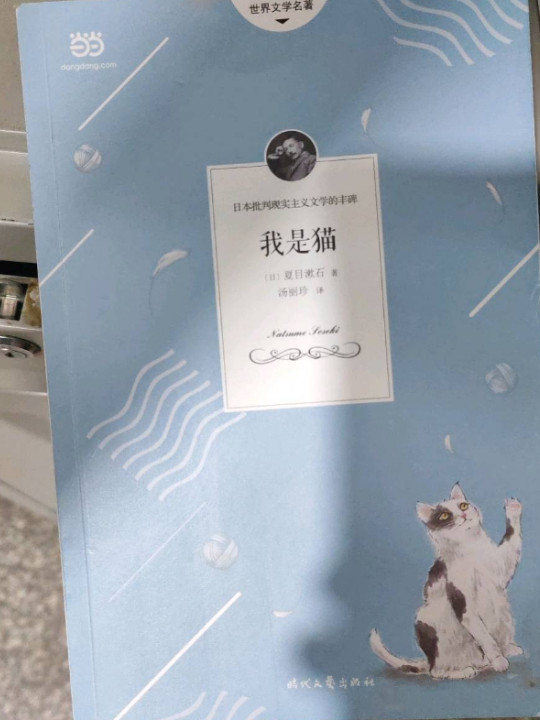 世界文学名著
当当
dangdang.com
日本批判现实主义文学的丰碑
我是猫
〔日〕夏目漱石 著
汤丽珍 译
Natsume Soseki
时代文艺出版社